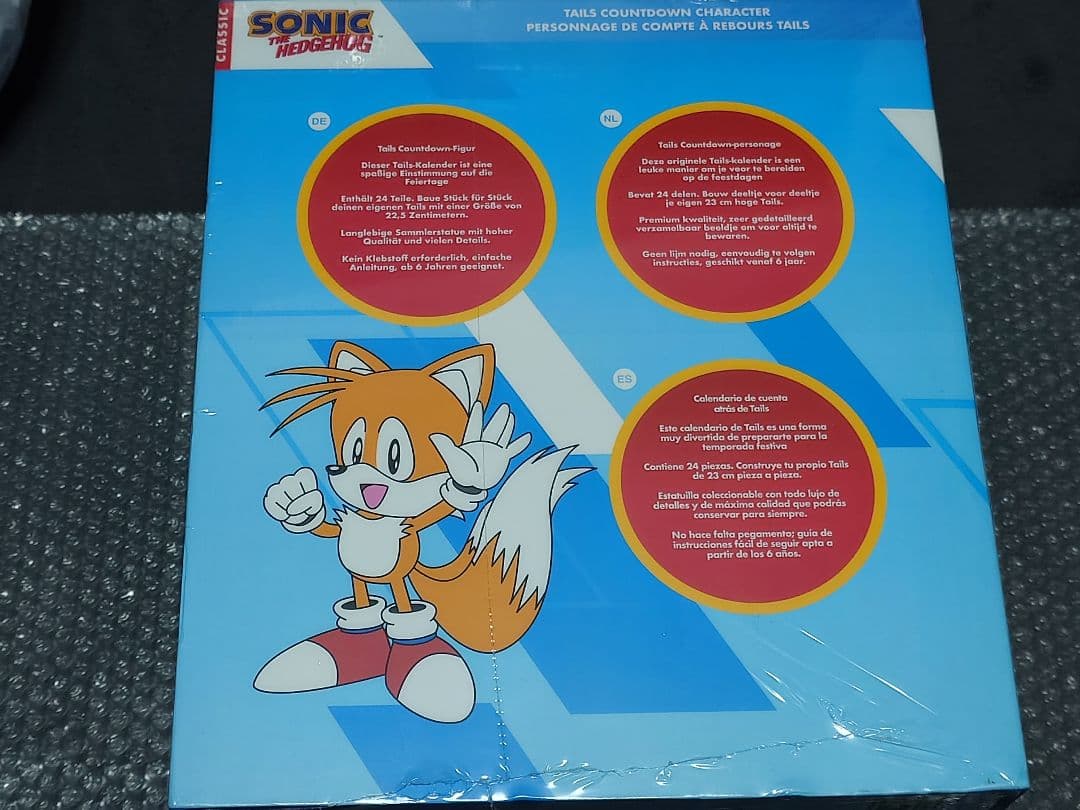 CLASSIC
SONIC
THE
HEDGEHOG™
TAILS COUNTDOWN CHARACTER
PERSONNAGE DE COMPTE À REBOURS TAILS
DE
Tails Countdown-Figur
Dieser Tails-Kalender ist eine
spaßige Einstimmung auf die
Feiertage
Enthält 24 Teile. Baue Stück für Stück
deinen eigenen Tails mit einer Größe von
22,5 Zentimetern.
Langlebige Sammlerstatue mit hoher
Qualität und vielen Details.
Kein Klebstoff erforderlich, einfache
Anleitung, ab 6 Jahren geeignet.
NL
Tails Countdown-personage
Deze originele Tails-kalender is een
leuke manier om je voor te bereiden
op de feestdagen
Bevat 24 delen. Bouw deeltje voor deeltje
je eigen 23 cm hoge Tails.
Premium kwaliteit, zeer gedetailleerd
verzamelbaar beeldje om voor altijd te
bewaren.
Geen lijm nodig, eenvoudig te volgen
instructies, geschikt vanaf 6 jaar.
ES
Calendario de cuenta
atrás de Tails
Este calendario de Tails es una forma
muy divertida de prepararte para la
temporada festiva
Contiene 24 piezas. Construye tu propio Tails
de 23 cm pieza a pieza.
Estatuilla coleccionable con todo lujo de
detalles y de máxima calidad que podrás
conservar para siempre.
No hace falta pegamento; guía de
instrucciones fácil de seguir apta a
partir de los 6 años.